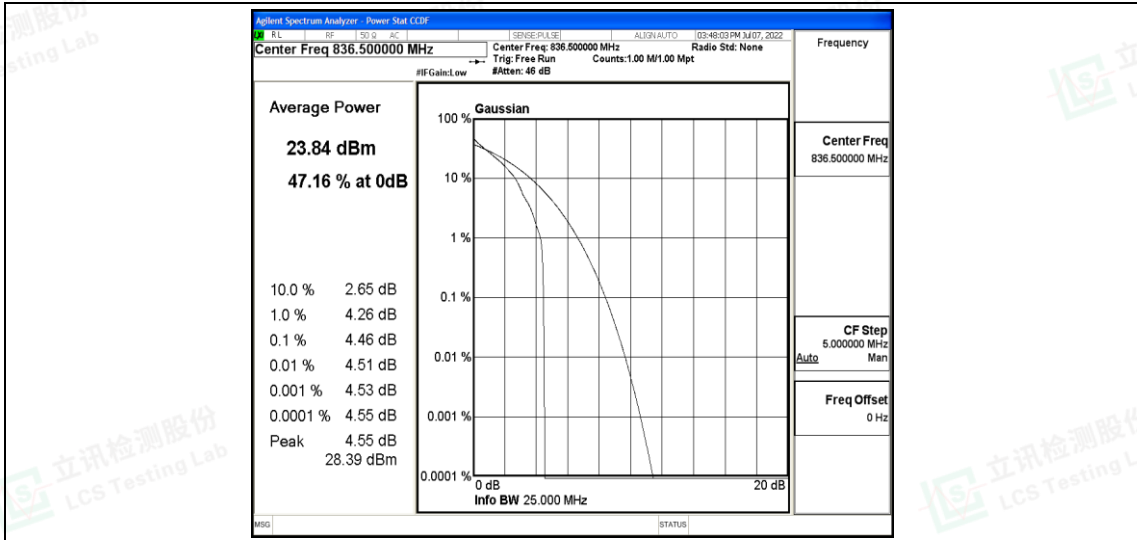 Agilent Spectrum Analyzer - Power Stat CCDF
LXI RL RF 50 Ω AC SENSE:PULSE ALIGNAUTO 03:48:03 PM Jul 07, 2022
Center Freq 836.500000 MHz
Center Freq: 836.500000 MHz Radio Std: None
Trig: Free Run Counts:1.00 M/1.00 Mpt
#IFGain:Low #Atten: 46 dB
Frequency
Average Power
23.84 dBm
47.16 % at 0dB
10.0 % 2.65 dB
1.0 % 4.26 dB
0.1 % 4.46 dB
0.01 % 4.51 dB
0.001 % 4.53 dB
0.0001 % 4.55 dB
Peak 4.55 dB
28.39 dBm
Gaussian
100 %
10 %
1 %
0.1 %
0.01 %
0.001 %
0.0001 %
0 dB 20 dB
Info BW 25.000 MHz
Center Freq
836.500000 MHz
CF Step
5.000000 MHz
Auto Man
Freq Offset
0 Hz
MSG STATUS
立讯检测股份
LCS Testing Lab
立讯检测股份